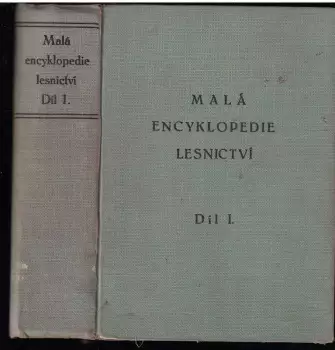 Malá
encyklopedie
lesnictví
Díl I.
MALÁ
ENCYKLOPEDIE
LESNICTVÍ
Díl I.